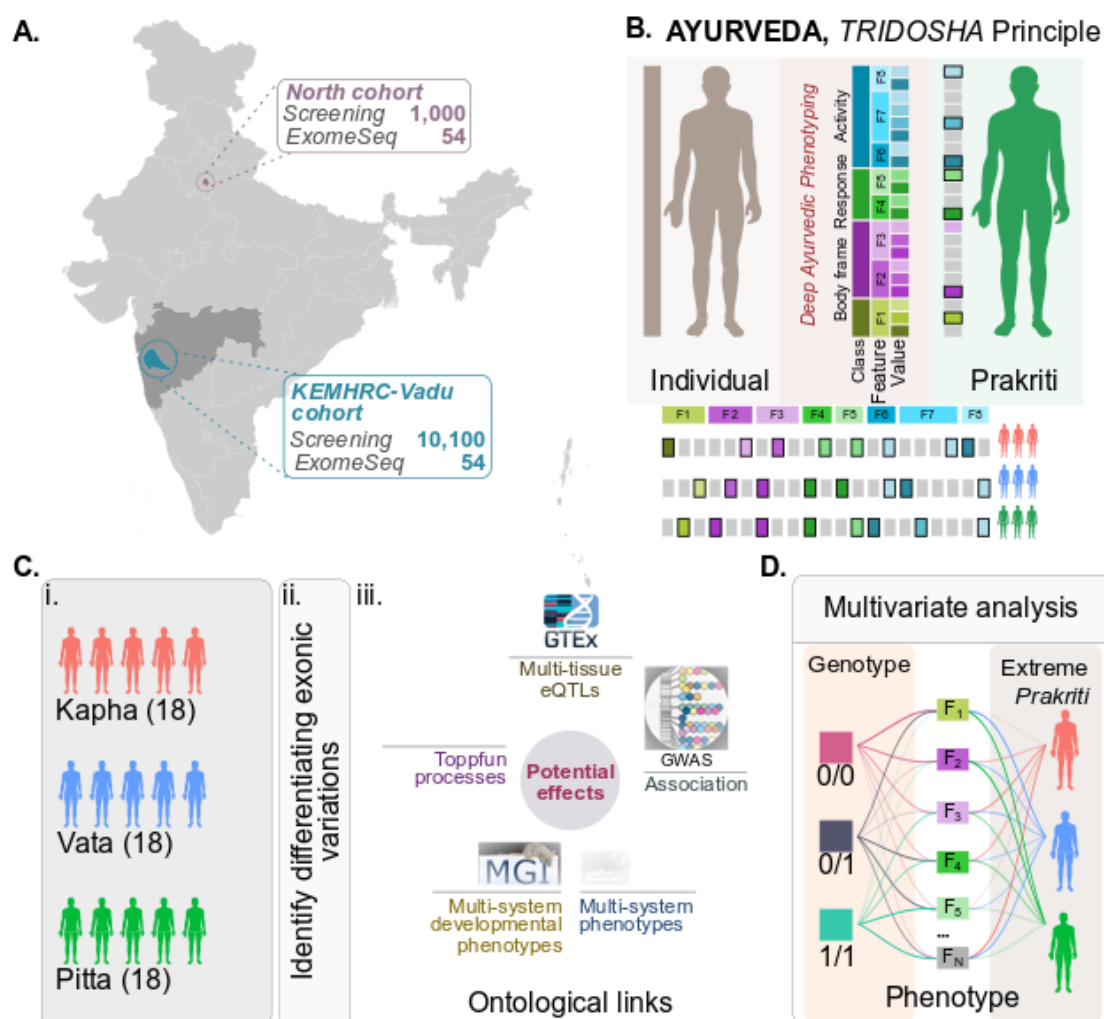 A.
North cohort
Screening 1,000
ExomeSeq 54
KEMHRC-Vadu
cohort
Screening 10,100
ExomeSeq 54
B. AYURVEDA, TRIDOSHA Principle
Deep Ayurvedic Phenotyping
Body frame Response Activity
F1 F2 F3 F4 F5 F6 F7 F8
Class
Feature
Value
Individual
Prakriti
F1 F2 F3 F4 F5 F6 F7 F8
C.
i.
Kapha (18)
Vata (18)
Pitta (18)
ii.
Identify differentiating exonic
variations
iii.
GTEx
Multi-tissue
eQTLs
GWAS
Association
Toppfun
processes
Potential
effects
MGI
Multi-system
developmental
phenotypes
Multi-system
phenotypes
Ontological links
D.
Multivariate analysis
Genotype
Extreme
Prakriti
0/0
0/1
1/1
F1
F2
F3
F4
F5
...
FN
Phenotype